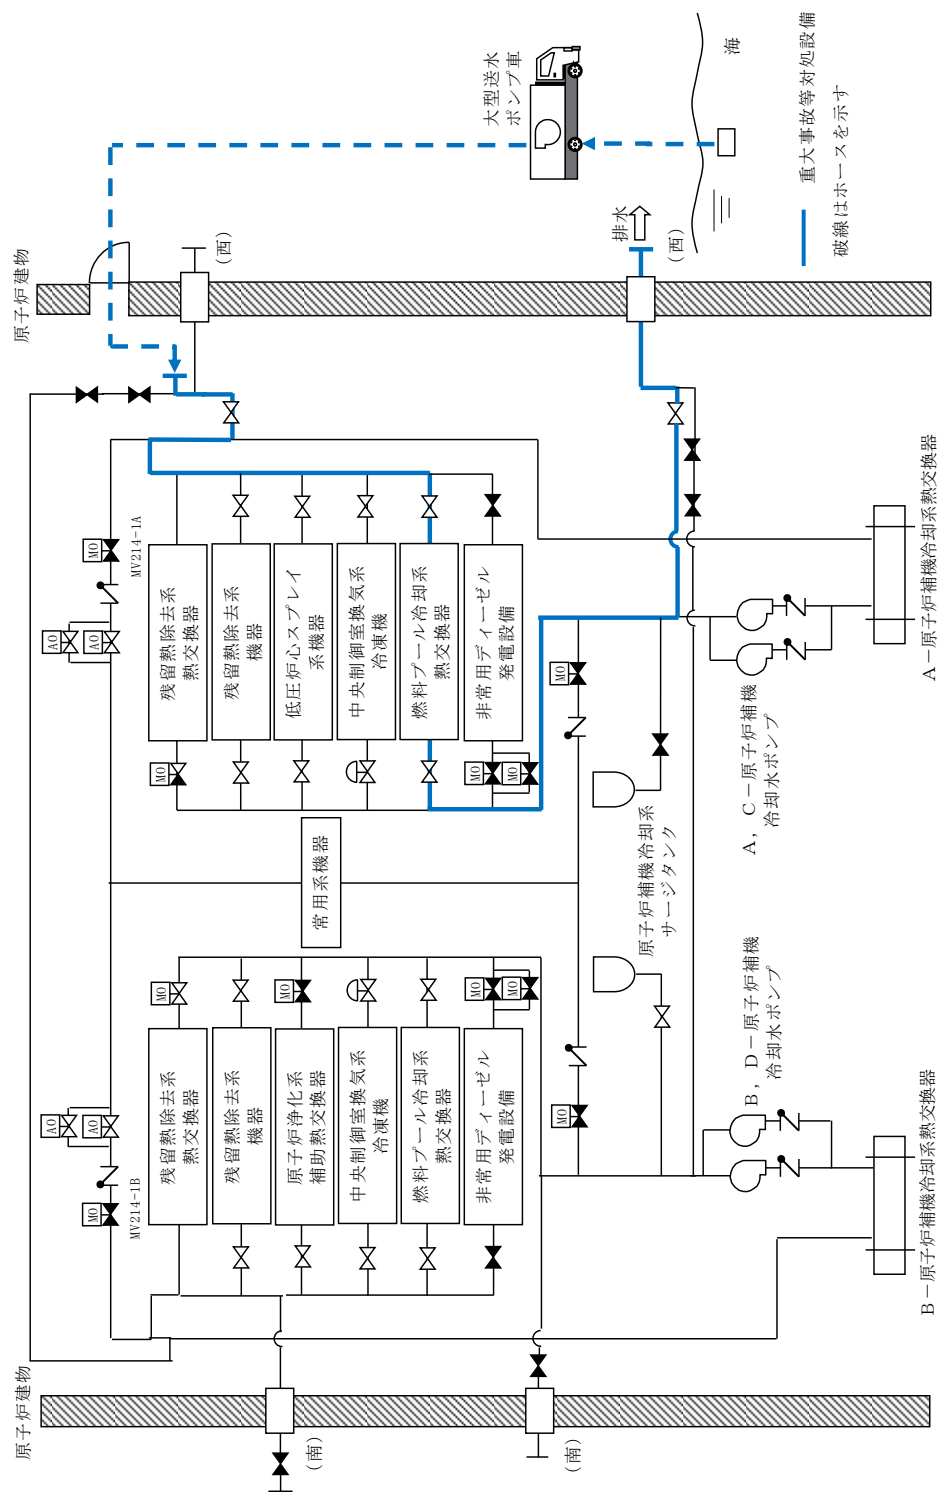 重大事故等対処設備
破線はホースを示す
海
大型送水
ポンプ車
排水
(西)
(西)
原子炉建物
MO
MV214-1A
AO
AO
残留熱除去系
熱交換器
残留熱除去系
機器
低圧炉心スプレイ
系機器
中央制御室換気系
冷凍機
燃料プール冷却系
熱交換器
非常用ディーゼル
発電設備
MO
MO
MO
MO
A-原子炉補機冷却系熱交換器
A, C-原子炉補機
冷却水ポンプ
原子炉補機冷却系
サージタンク
常用系機器
MO
MO
MO
MO
MO
B, D-原子炉補機
冷却水ポンプ
B-原子炉補機冷却系熱交換器
AO
AO
MO
MV214-1B
残留熱除去系
熱交換器
残留熱除去系
機器
原子炉浄化系
補助熱交換器
中央制御室換気系
冷凍機
燃料プール冷却系
熱交換器
非常用ディーゼル
発電設備
原子炉建物
(南)
(南)